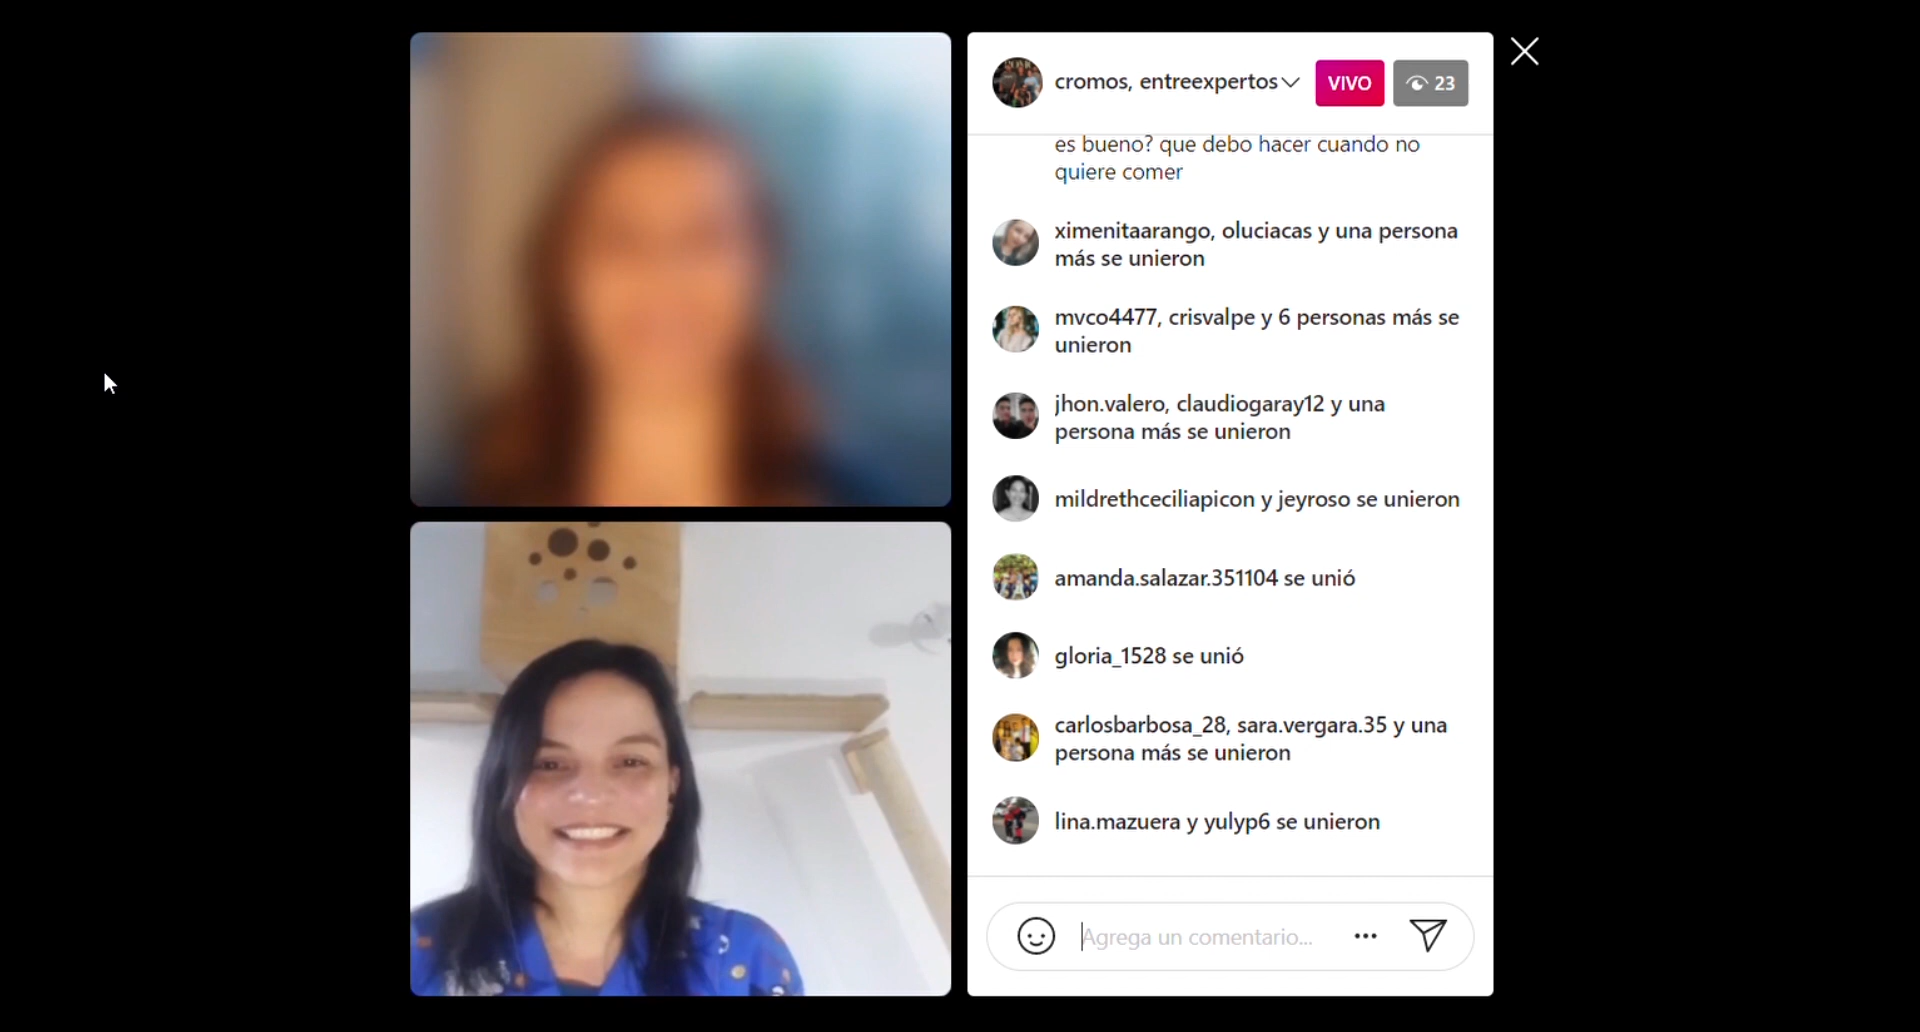 cromos, entreexpertos
VIVO
23
es bueno? que debo hacer cuando no
quiere comer
ximenitaarango, oluciacas y una persona
más se unieron
mvco4477, crisvalpe y 6 personas más se
unieron
jhon.valero, claudiogaray12 y una
persona más se unieron
mildrethceciliapicon y jeyroso se unieron
amanda.salazar.351104 se unió
gloria_1528 se unió
carlosbarbosa_28, sara.vergara.35 y una
persona más se unieron
lina.mazuera y yulyp6 se unieron
Agrega un comentario...